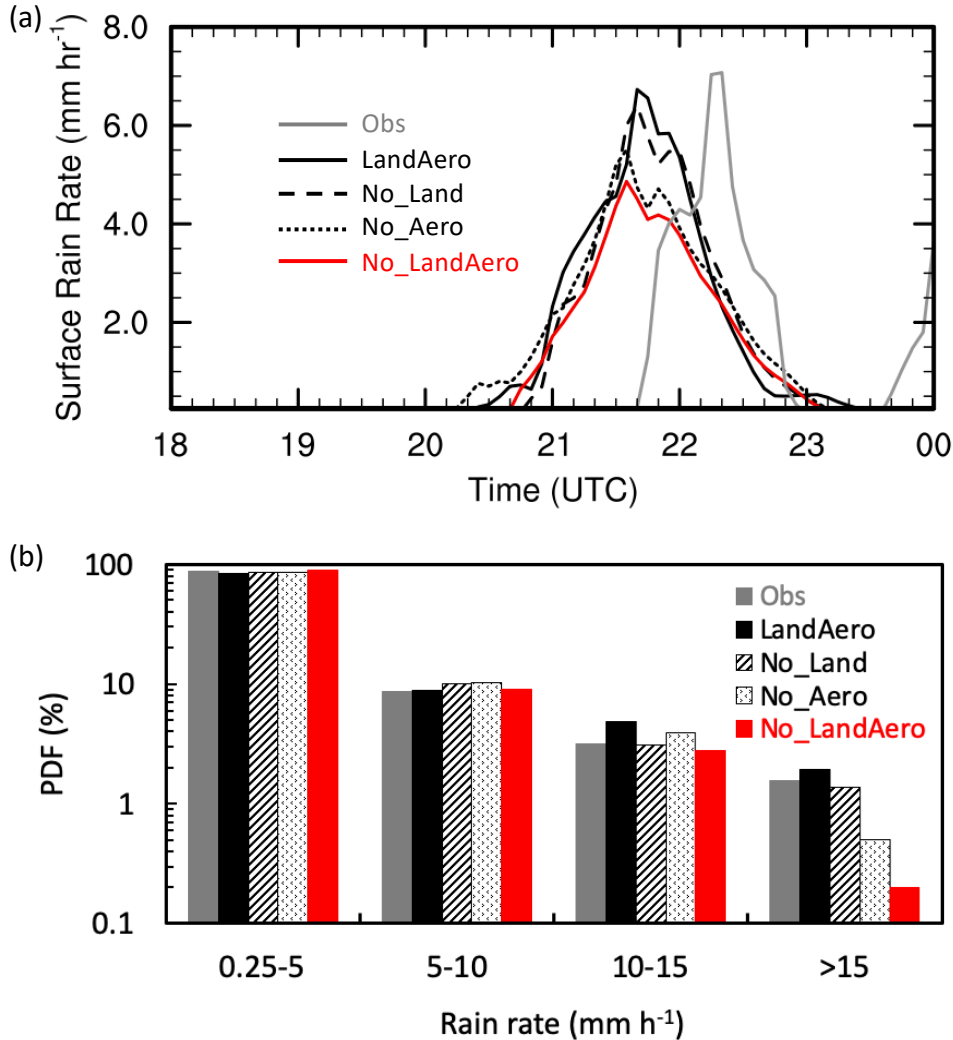 (a)
Surface Rain Rate (mm hr-1)
8.0
6.0
4.0
2.0
Obs
LandAero
No_Land
No_Aero
No_LandAero
18 19 20 21 22 23 00
Time (UTC)
(b)
PDF (%)
100
10
1
0.1
Obs
LandAero
No_Land
No_Aero
No_LandAero
0.25-5 5-10 10-15 >15
Rain rate (mm h-1)